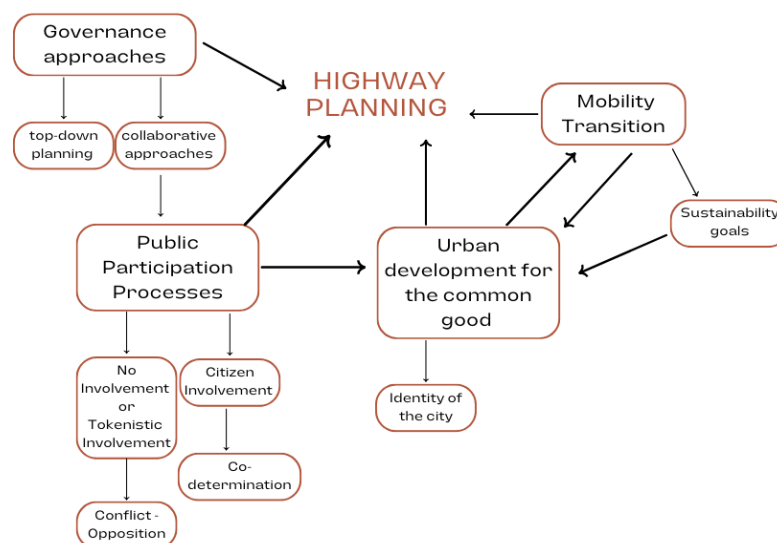 Governance
approaches
HIGHWAY
PLANNING
Mobility
Transition
top-down
planning
collaborative
approaches
Sustainability
goals
Public
Participation
Processes
Urban
development for
the common
good
No
Involvement
or
Tokenistic
Involvement
Citizen
Involvement
Identity of
the city
Co-
determination
Conflict -
Opposition